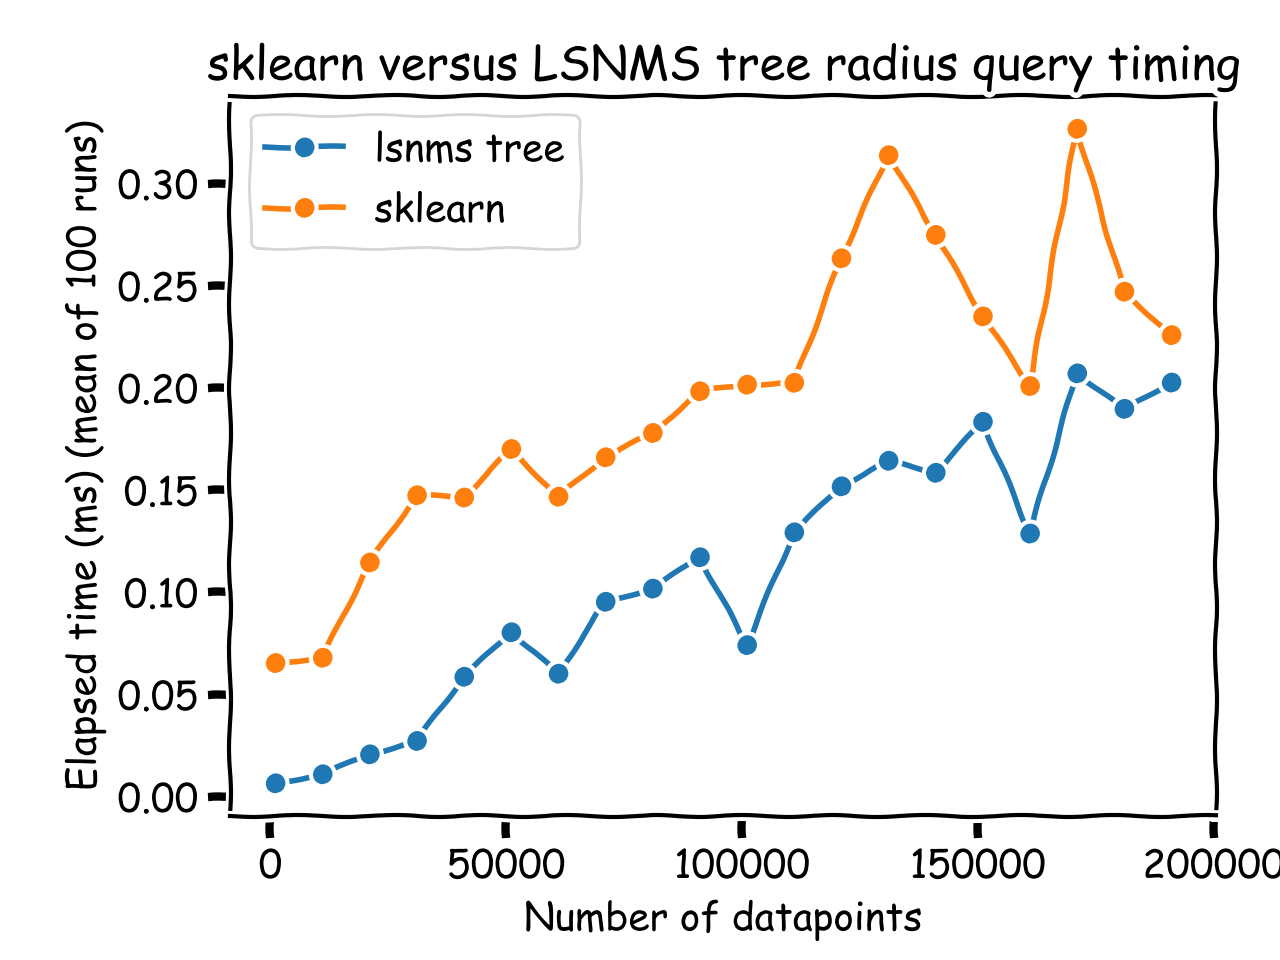 sklearn versus LSNMS tree radius query timing
lsnms tree
sklearn
Elapsed time (ms) (mean of 100 runs)
0.30
0.25
0.20
0.15
0.10
0.05
0.00
0 50000 100000 150000 200000
Number of datapoints